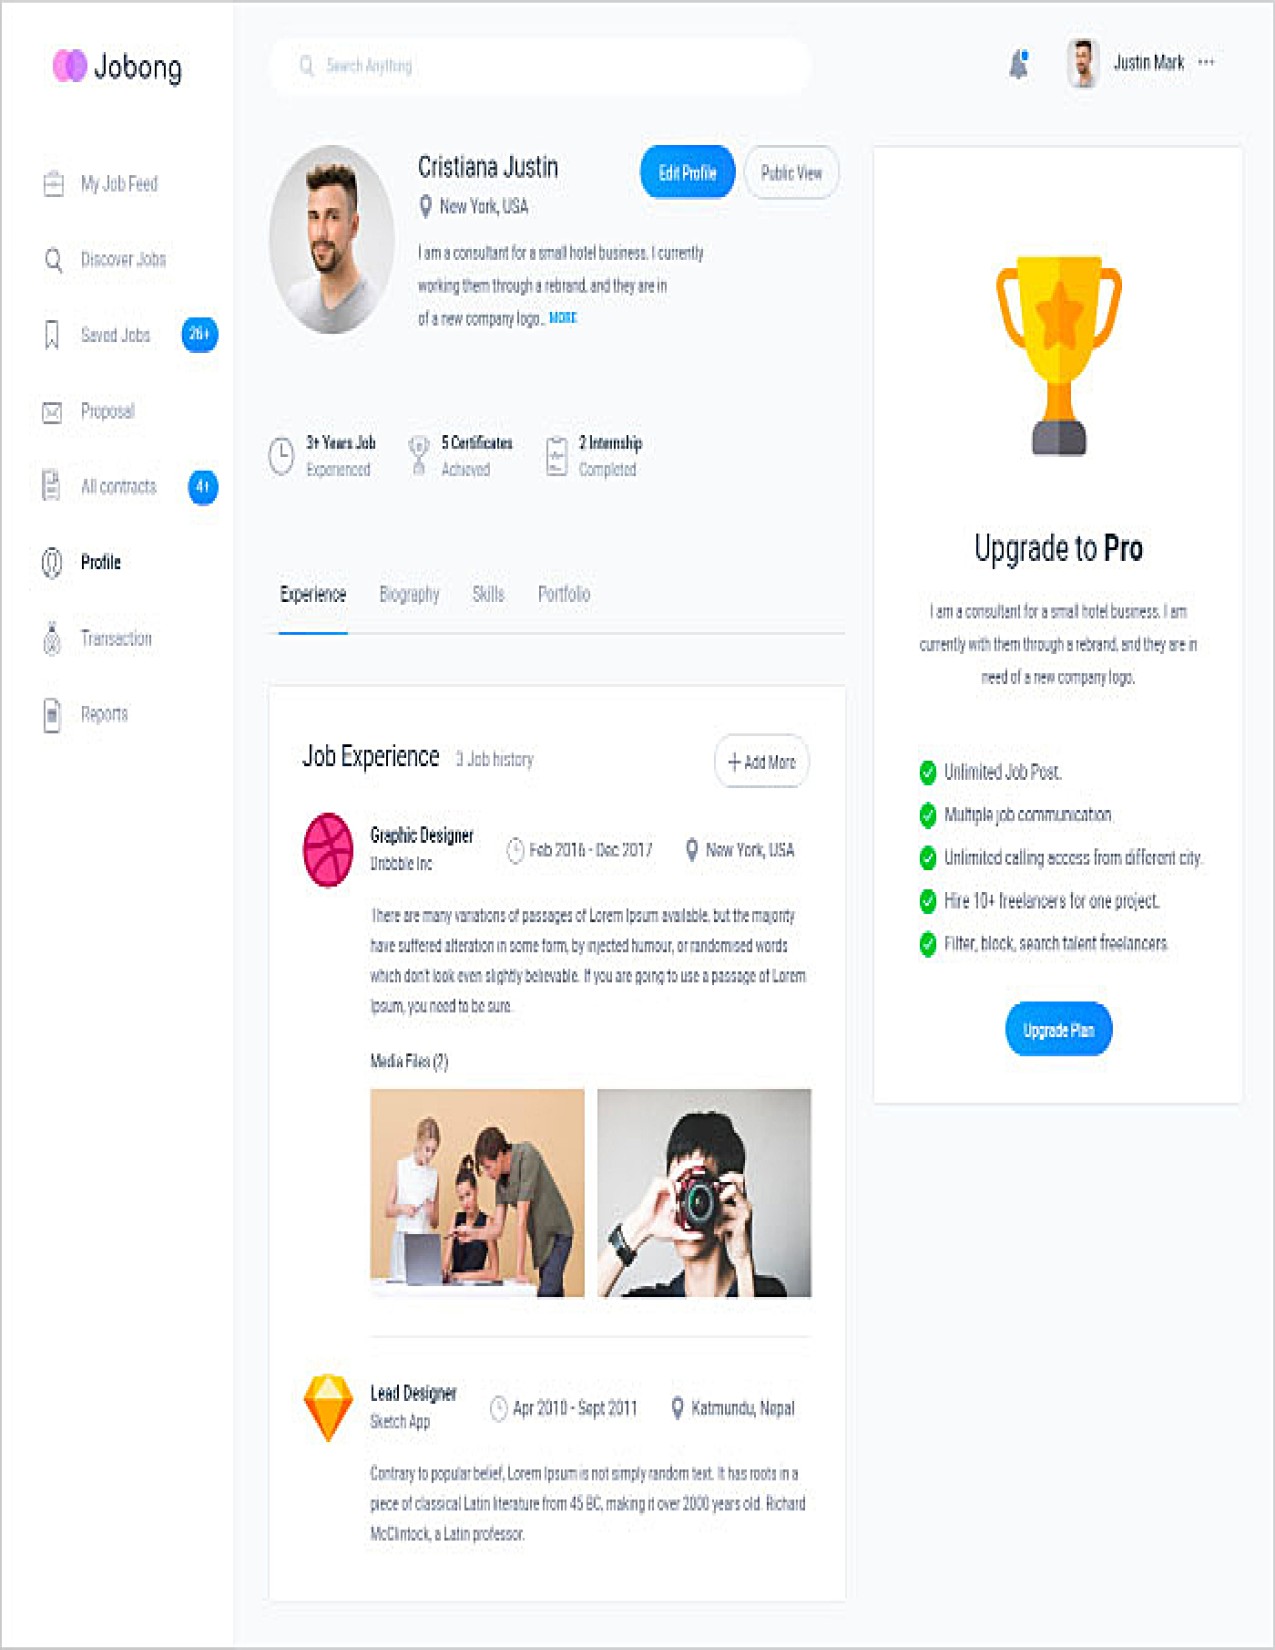 Jobong
Search Anything
Justin Mark
My Job Feed
Discover Jobs
Saved Jobs 26+
Proposal
All contracts 4+
Profile
Transaction
Reports
Cristiana Justin
New York, USA
Edit Profile
Public View
I am a consultant for a small hotel business. I currently
working them through a rebrand, and they are in
of a new company logo.. MORE
3+ Years Job
Experienced
5 Certificates
Achieved
2 Internship
Completed
Experience Biography Skills Portfolio
Job Experience 3 Job history
+ Add More
Graphic Designer
Dribbble Inc
Feb 2016 - Dec 2017
New York, USA
There are many variations of passages of Lorem Ipsum available, but the majority
have suffered alteration in some form, by injected humour, or randomised words
which don't look even slightly believable. If you are going to use a passage of Lorem
Ipsum, you need to be sure.
Media Files (2)
Lead Designer
Sketch App
Apr 2010 - Sept 2011
Katmundu, Nepal
Contrary to popular belief, Lorem Ipsum is not simply random text. It has roots in a
piece of classical Latin literature from 45 BC, making it over 2000 years old. Richard
McClintock, a Latin professor.
Upgrade to Pro
I am a consultant for a small hotel business. I am
currently with them through a rebrand, and they are in
need of a new company logo.
Unlimited Job Post.
Multiple job communication
Unlimited calling access from different city.
Hire 10+ freelancers for one project.
Filter, block, search talent freelancers
Upgrade Plan